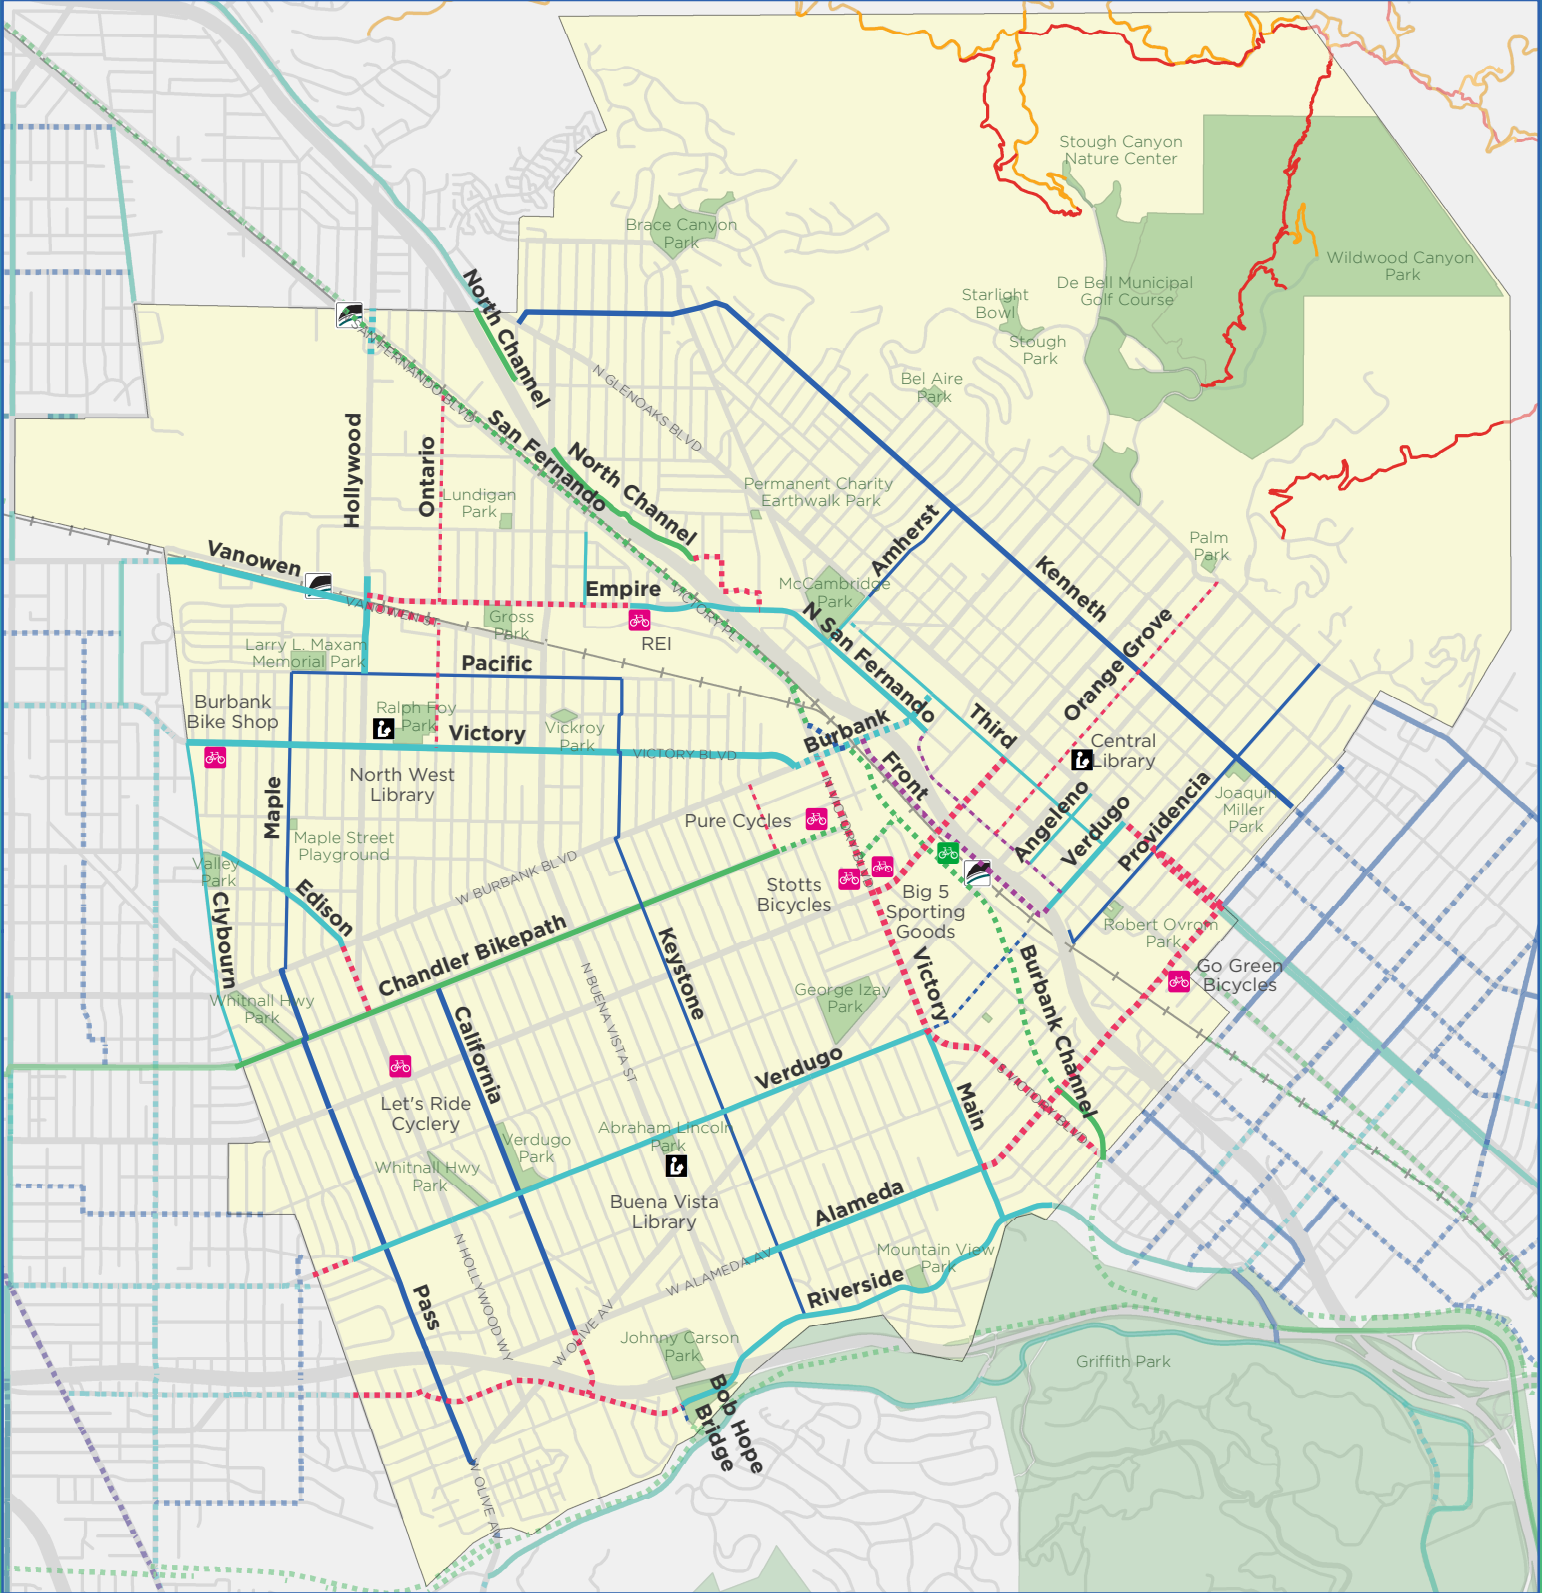 Stough Canyon
Nature Center
Brace Canyon
Park
Wildwood Canyon
Park
De Bell Municipal
Golf Course
Starlight
Bowl
Stough
Park
North Channel
SAN FERNANDO BLVD
N GLENOAKS BLVD
Bel Aire
Park
Hollywood
Ontario
San Fernando
North Channel
Lundigan
Park
Permanent Charity
Earthwalk Park
Amherst
Palm
Park
Vanowen
Empire
VANOWEN ST
VICTORY PL
McCambridge
Park
Kenneth
Gross
Park
REI
N San Fernando
Orange Grove
Larry L. Maxam
Memorial Park
Pacific
Burbank
Bike Shop
Ralph Foy
Park
Victory
Vickroy
Park
VICTORY BLVD
Burbank
Third
Front
Central
Library
North West
Library
Maple
Pure Cycles
N VICTORY BLVD
Angeleno
Verdugo
Providencia
Joaquin
Miller
Park
Maple Street
Playground
Valley
Park
W BURBANK BLVD
Stotts
Bicycles
Big 5
Sporting
Goods
Edison
Clybourn
Chandler Bikepath
Robert Ovrom
Park
Go Green
Bicycles
Keystone
N BUENA VISTA ST
Victory
Burbank Channel
George Izay
Park
Whitnall Hwy
Park
California
Verdugo
Main
S VICTORY BLVD
Let's Ride
Cyclery
Verdugo
Park
Abraham Lincoln
Park
Whitnall Hwy
Park
Buena Vista
Library
Alameda
N HOLLYWOOD WY
W ALAMEDA AV
Mountain View
Park
Riverside
Pass
W OLIVE AV
Johnny Carson
Park
Griffith Park
Bob Hope
Bridge
W OLIVE AV